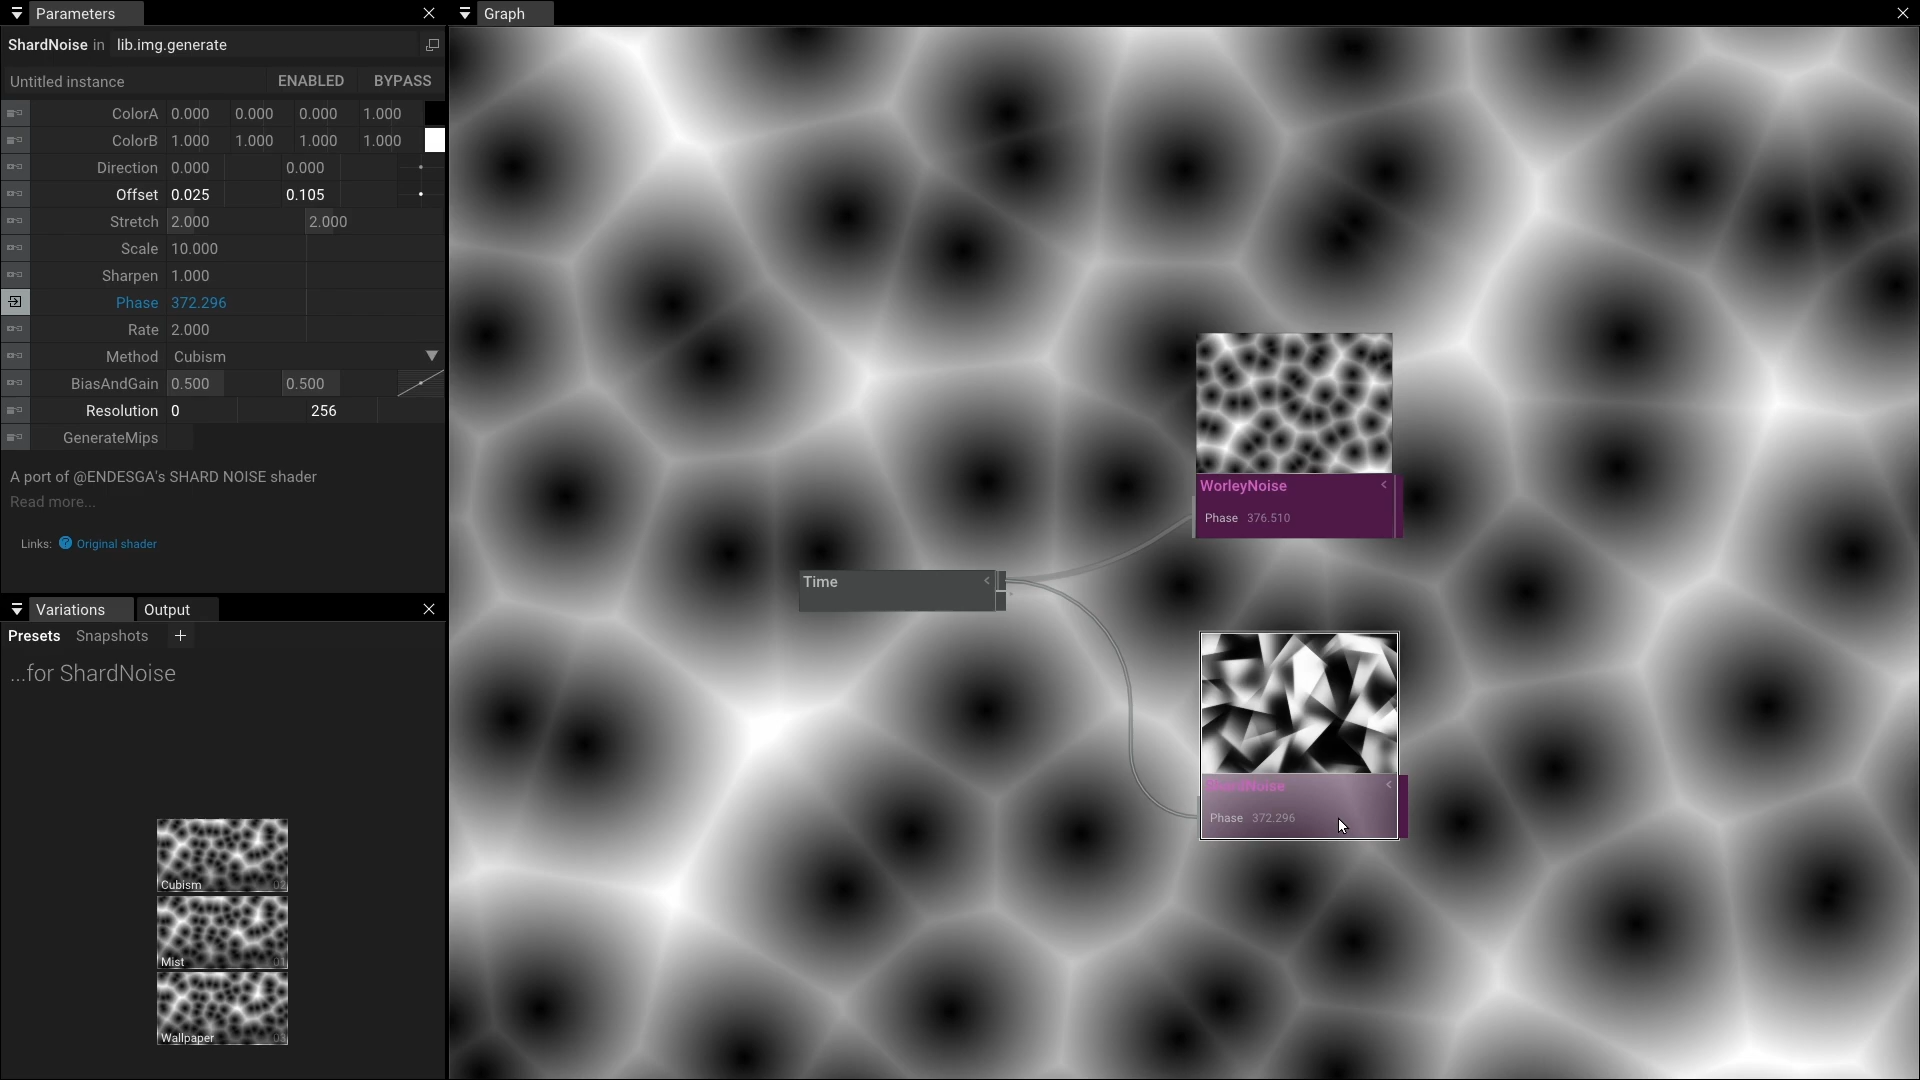 Parameters
ShardNoise in lib.img.generate
Untitled instance ENABLED BYPASS
ColorA 0.000 0.000 0.000 1.000
ColorB 1.000 1.000 1.000 1.000
Direction 0.000 0.000
Offset 0.025 0.105
Stretch 2.000 2.000
Scale 10.000
Sharpen 1.000
Phase 372.296
Rate 2.000
Method Cubism
BiasAndGain 0.500 0.500
Resolution 0 256
GenerateMips
A port of @ENDESGA's SHARD NOISE shader
Read more...
Links: ? Original shader
Variations Output
Presets Snapshots +
...for ShardNoise
Cubism 02
Mist 01
Wallpaper 03
Graph
WorleyNoise <
Phase 376.510
Time <
ShardNoise <
Phase 372.296